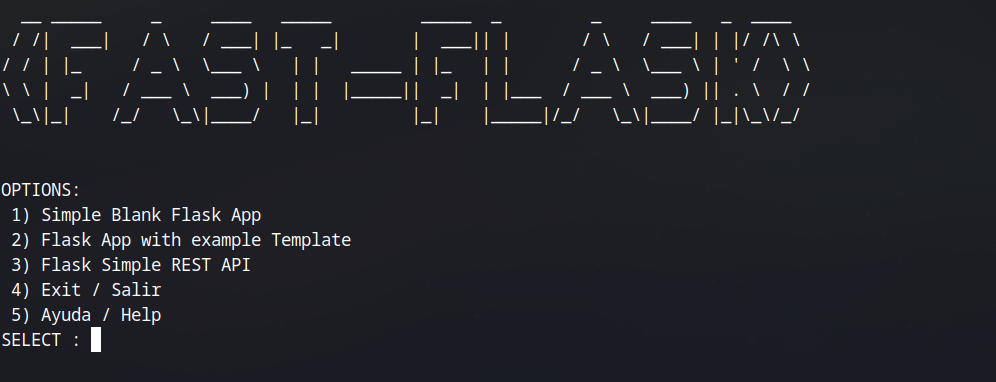 <FAST-FLASK>
OPTIONS:
1) Simple Blank Flask App
2) Flask App with example Template
3) Flask Simple REST API
4) Exit / Salir
5) Ayuda / Help
SELECT :